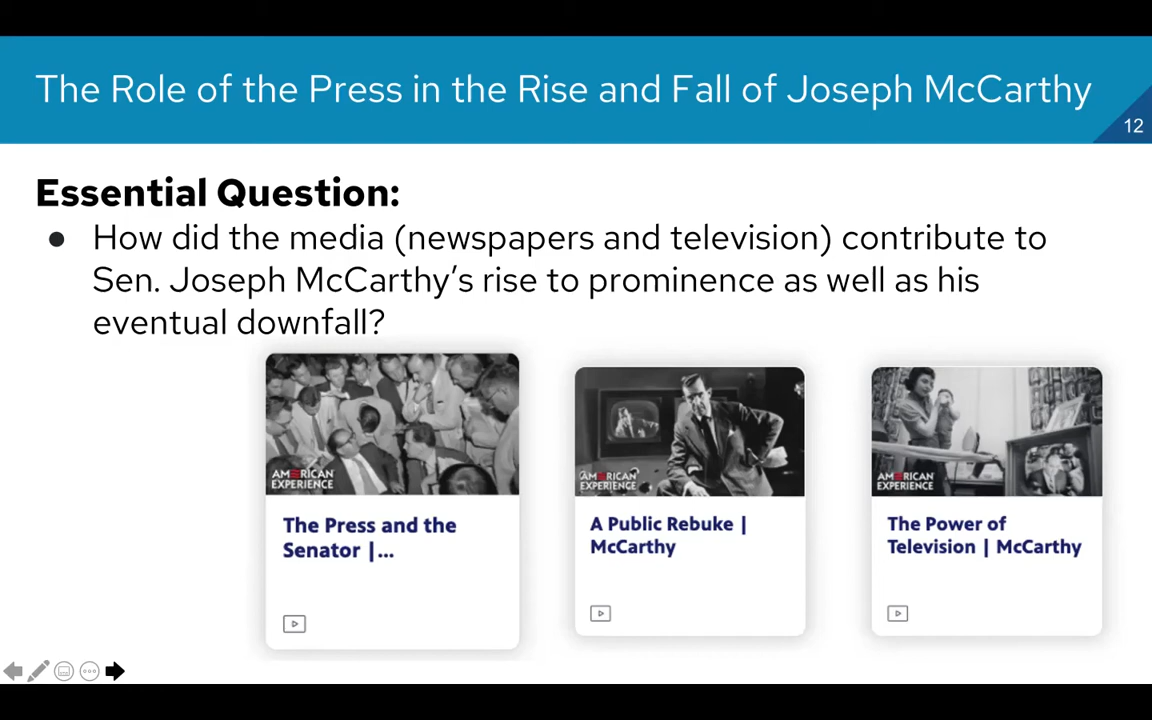 The Role of the Press in the Rise and Fall of Joseph McCarthy
12
Essential Question:
● How did the media (newspapers and television) contribute to
Sen. Joseph McCarthy’s rise to prominence as well as his
eventual downfall?
AMERICAN
EXPERIENCE
The Press and the
Senator |...
AMERICAN
EXPERIENCE
A Public Rebuke |
McCarthy
AMERICAN
EXPERIENCE
The Power of
Television | McCarthy